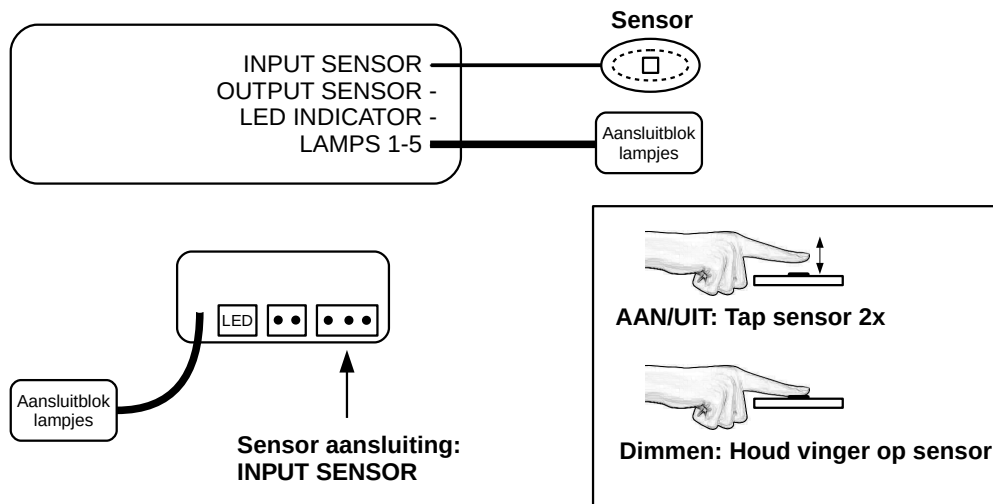 Sensor
INPUT SENSOR
OUTPUT SENSOR -
LED INDICATOR -
LAMPS 1-5
Aansluitblok
lampjes
LED
Aansluitblok
lampjes
Sensor aansluiting:
INPUT SENSOR
AAN/UIT: Tap sensor 2x
Dimmen: Houd vinger op sensor